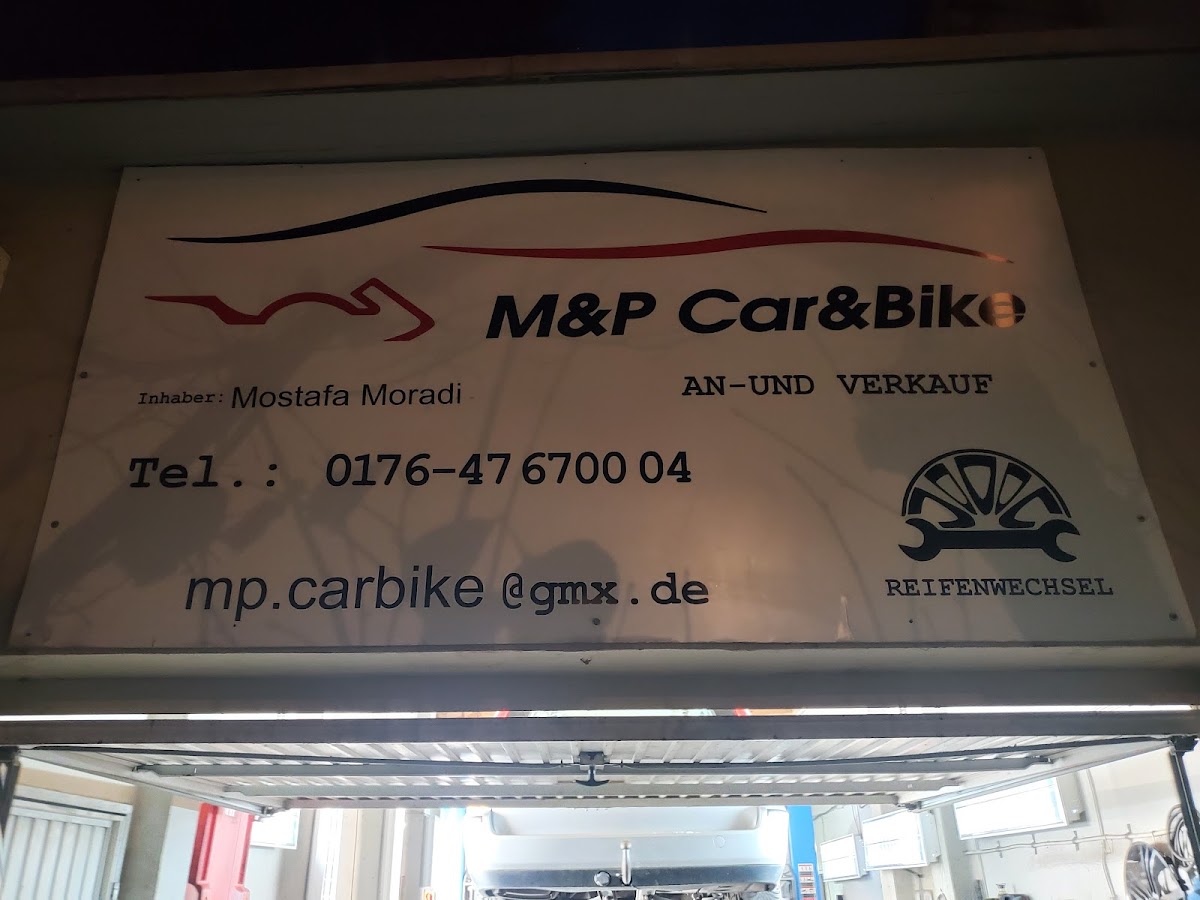 M&P Car&Bike
Inhaber: Mostafa Moradi
AN-UND VERKAUF
Tel.: 0176-47 6700 04
mp.carbike @gmx.de
REIFENWECHSEL